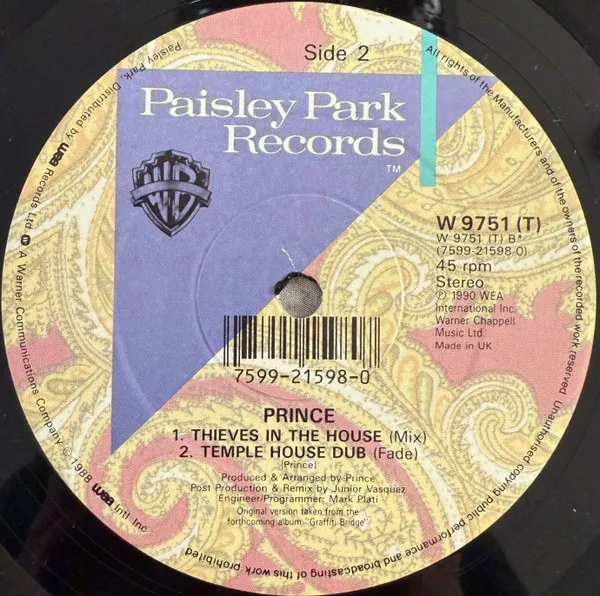 Side 2
Paisley Park
Records
TM
WB
W 9751 (T)
W 9751 (T) B*
(7599-21598-0)
45 rpm
Stereo
Ⓟ 1990 WEA
International Inc.
Warner Chappell
Music Ltd.
Made in UK
7599-21598-0
PRINCE
1. THIEVES IN THE HOUSE (Mix)
2. TEMPLE HOUSE DUB (Fade)
(Prince)
Produced & Arranged by Prince
Post Production & Remix by Junior Vasquez
Engineer/Programmer: Mark Plati
Original version taken from the
forthcoming album "Graffiti Bridge"
Paisley Park, Distributed by wea Records Ltd. A Warner Communications Company © 1988 wea Intl. Inc.
All rights of the Manufacturers and of the owners of the recorded work reserved Unauthorised copying public performance and broadcasting of this work prohibited